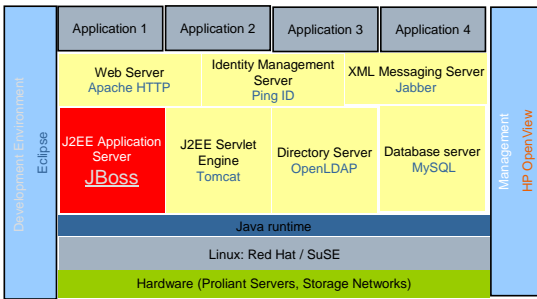 Application 1
Application 2
Application 3
Application 4
Development Environment
Eclipse
Web Server
Apache HTTP
Identity Management
Server
Ping ID
XML Messaging Server
Jabber
J2EE Application
Server
JBoss
J2EE Servlet
Engine
Tomcat
Directory Server
OpenLDAP
Database server
MySQL
Management
HP OpenView
Java runtime
Linux: Red Hat / SuSE
Hardware (Proliant Servers, Storage Networks)